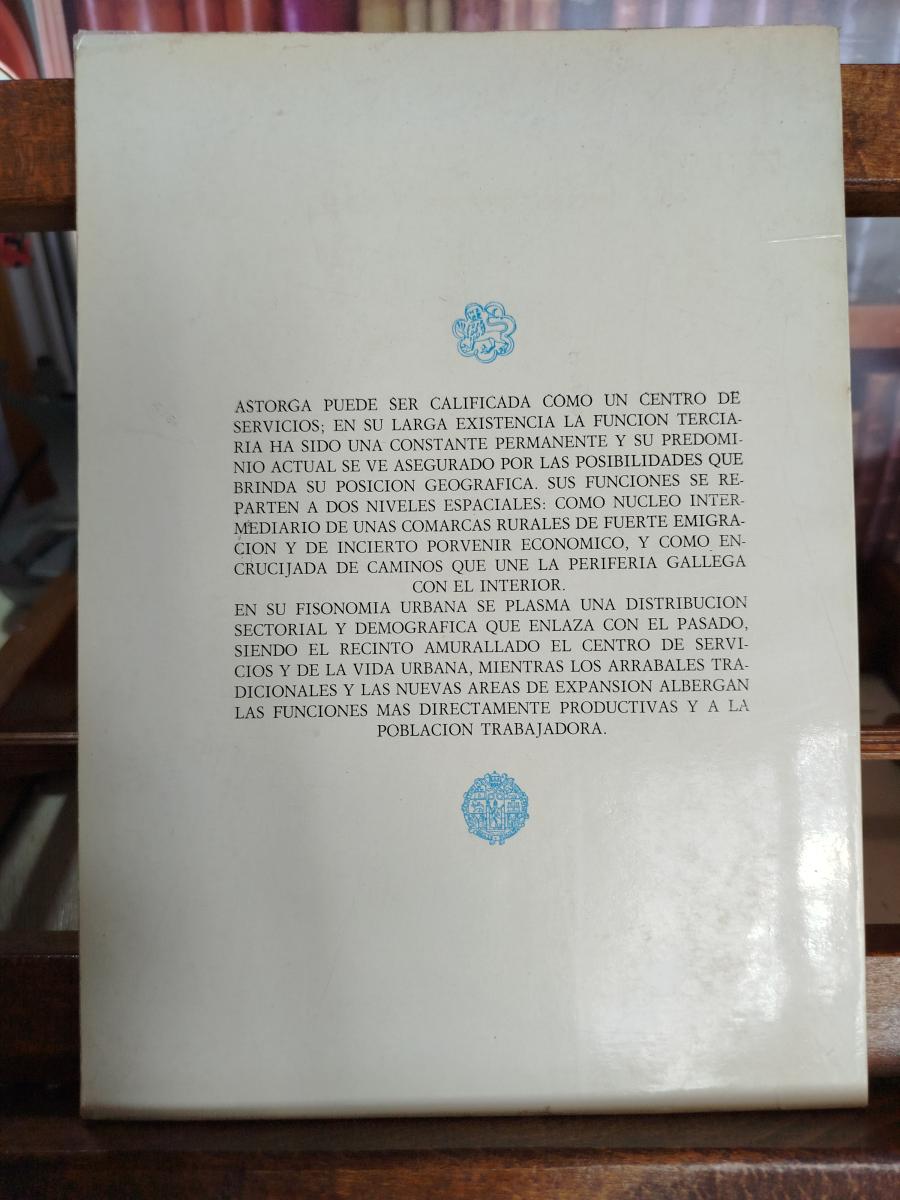 ASTORGA PUEDE SER CALIFICADA COMO UN CENTRO DE
SERVICIOS; EN SU LARGA EXISTENCIA LA FUNCION TERCIA-
RIA HA SIDO UNA CONSTANTE PERMANENTE Y SU PREDOMI-
NIO ACTUAL SE VE ASEGURADO POR LAS POSIBILIDADES QUE
BRINDA SU POSICION GEOGRAFICA. SUS FUNCIONES SE RE-
PARTEN A DOS NIVELES ESPACIALES: COMO NUCLEO INTER-
MEDIARIO DE UNAS COMARCAS RURALES DE FUERTE EMIGRA-
CION Y DE INCIERTO PORVENIR ECONOMICO, Y COMO EN-
CRUCIJADA DE CAMINOS QUE UNE LA PERIFERIA GALLEGA
CON EL INTERIOR.
EN SU FISONOMIA URBANA SE PLASMA UNA DISTRIBUCION
SECTORIAL Y DEMOGRAFICA QUE ENLAZA CON EL PASADO,
SIENDO EL RECINTO AMURALLADO EL CENTRO DE SERVI-
CIOS Y DE LA VIDA URBANA, MIENTRAS LOS ARRABALES TRA-
DICIONALES Y LAS NUEVAS AREAS DE EXPANSION ALBERGAN
LAS FUNCIONES MAS DIRECTAMENTE PRODUCTIVAS Y A LA
POBLACION TRABAJADORA.